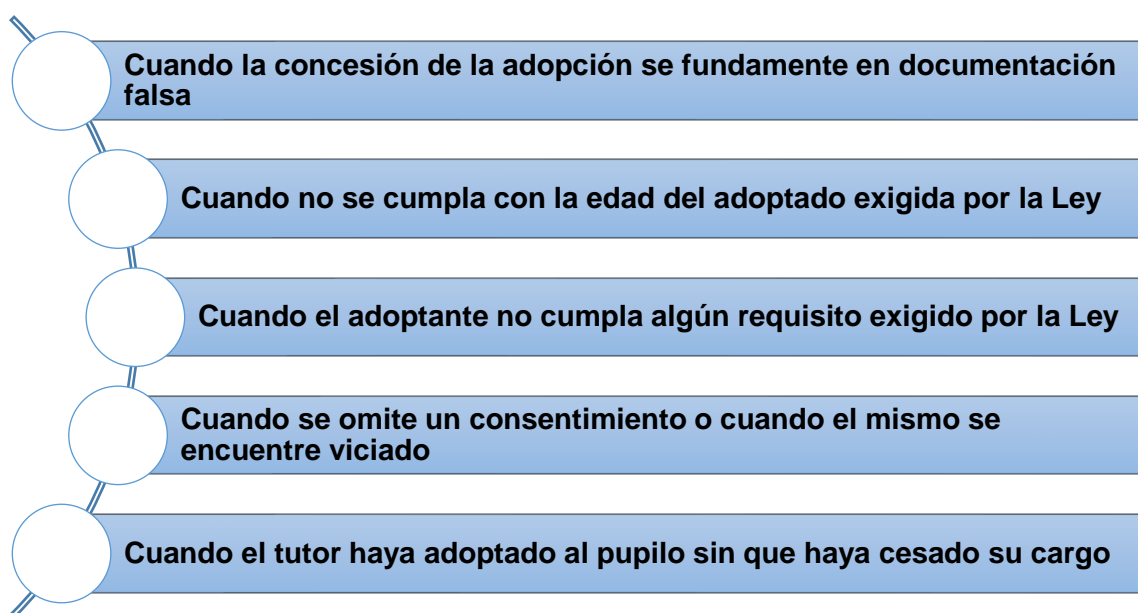 Cuando la concesión de la adopción se fundamente en documentación
falsa
Cuando no se cumpla con la edad del adoptado exigida por la Ley
Cuando el adoptante no cumpla algún requisito exigido por la Ley
Cuando se omite un consentimiento o cuando el mismo se
encuentre viciado
Cuando el tutor haya adoptado al pupilo sin que haya cesado su cargo